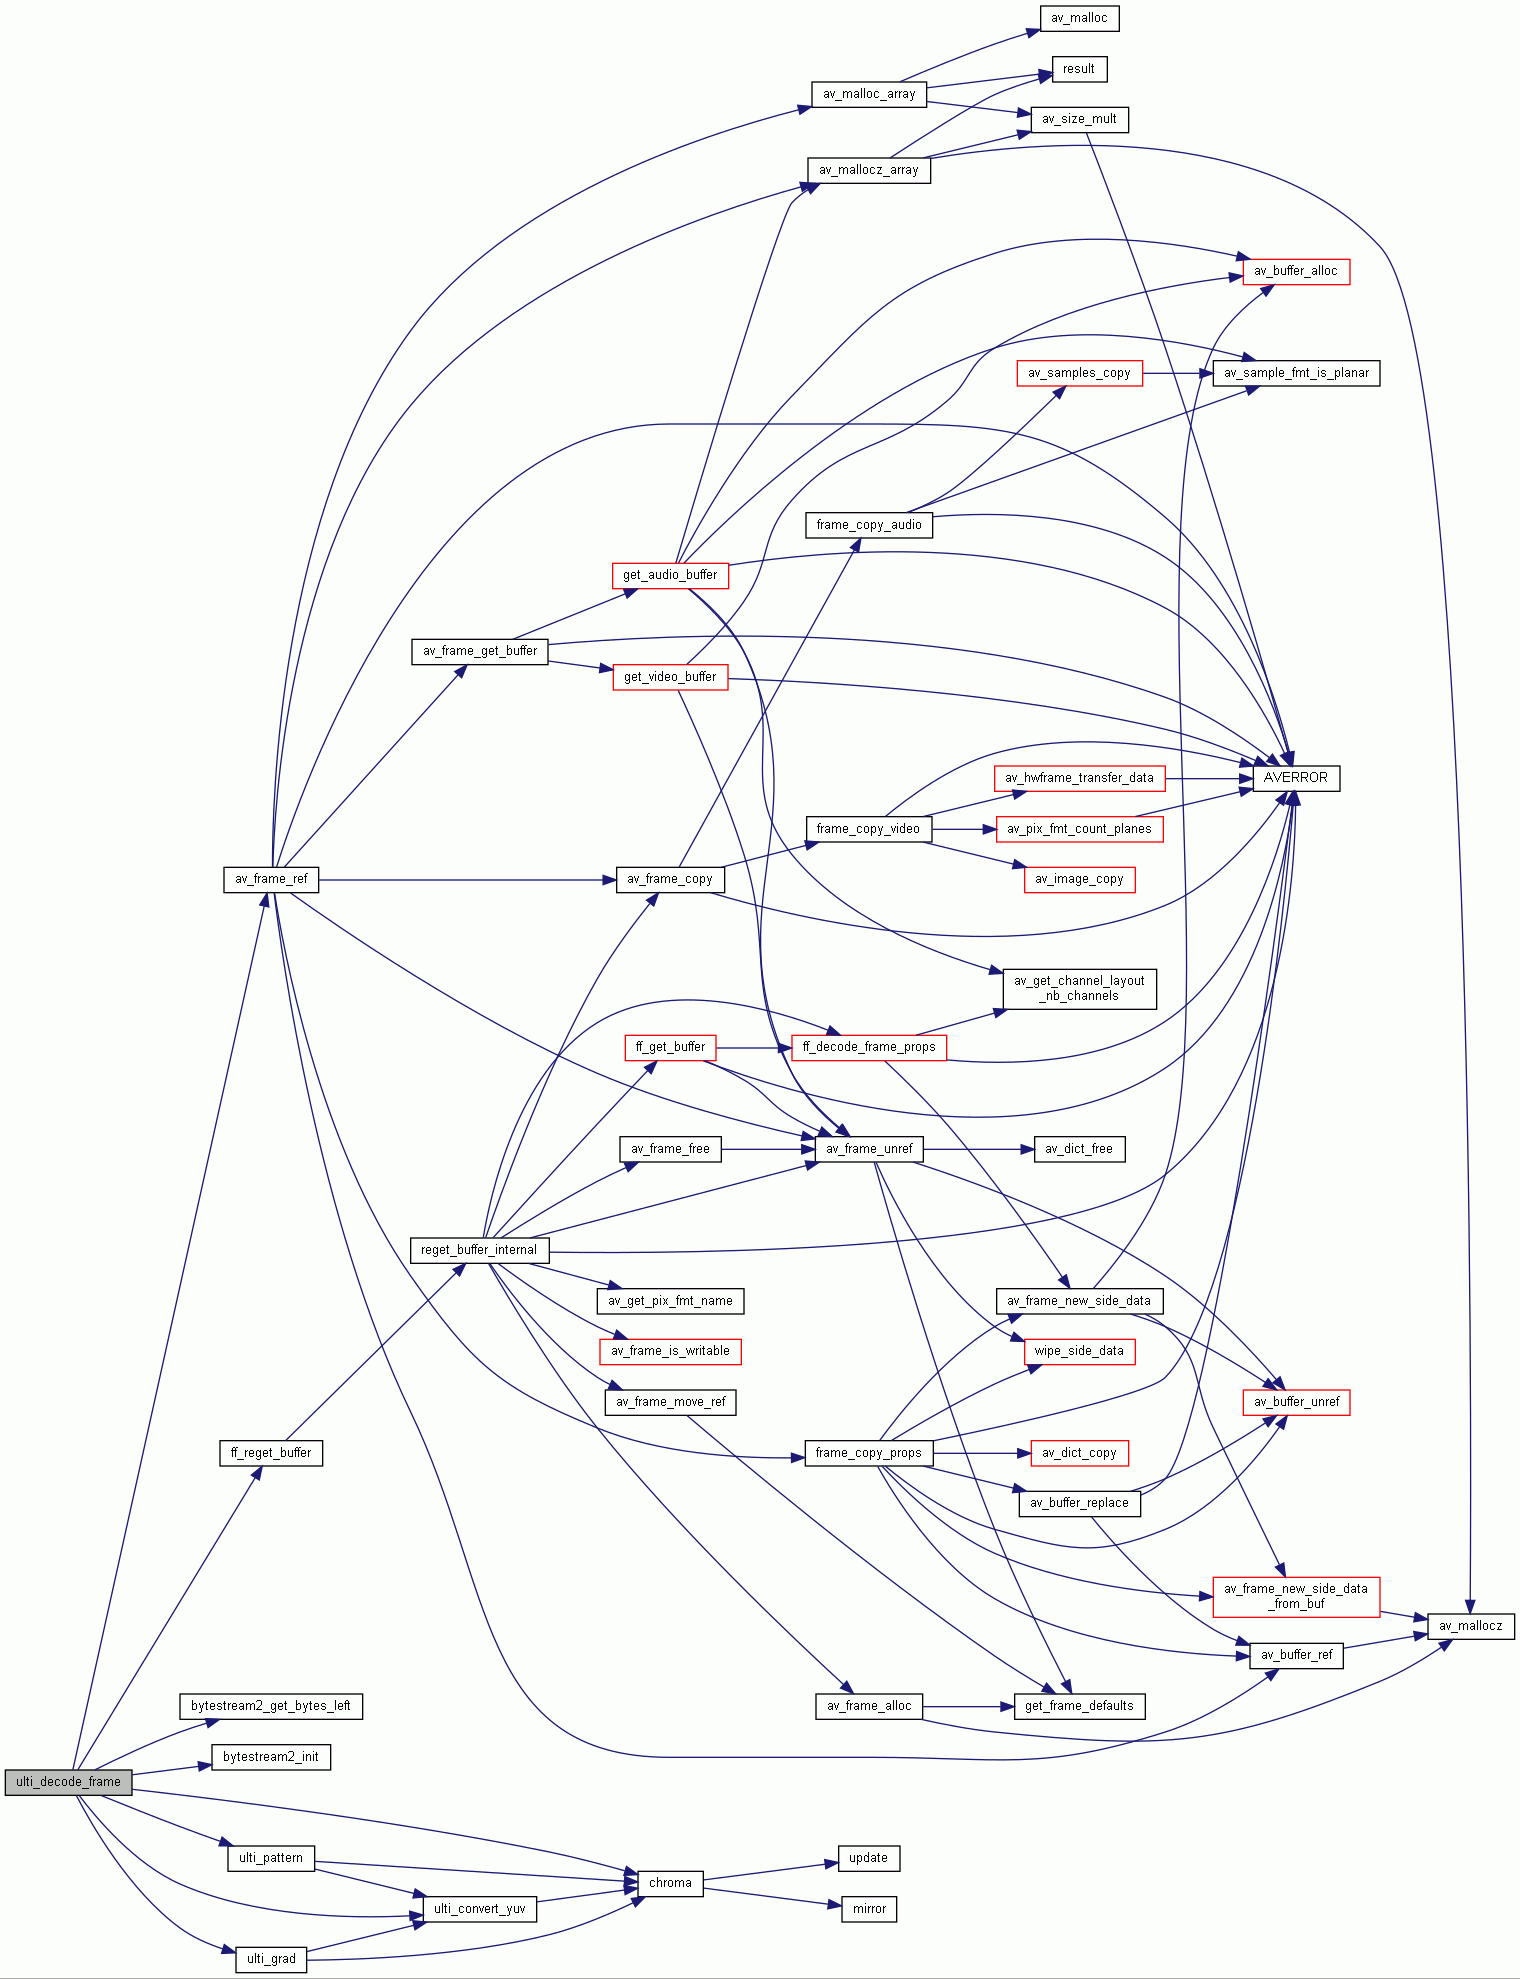 av_malloc
result
av_malloc_array
av_size_mult
av_mallocz_array
av_buffer_alloc
av_samples_copy
av_sample_fmt_is_planar
frame_copy_audio
get_audio_buffer
av_frame_get_buffer
get_video_buffer
av_hwframe_transfer_data
AVERROR
frame_copy_video
av_pix_fmt_count_planes
av_frame_ref
av_frame_copy
av_image_copy
av_get_channel_layout
_nb_channels
ff_get_buffer
ff_decode_frame_props
av_frame_free
av_frame_unref
av_dict_free
reget_buffer_internal
av_get_pix_fmt_name
av_frame_new_side_data
av_frame_is_writable
wipe_side_data
av_frame_move_ref
av_buffer_unref
ff_reget_buffer
frame_copy_props
av_dict_copy
av_buffer_replace
av_frame_new_side_data
_from_buf
av_mallocz
av_buffer_ref
bytestream2_get_bytes_left
av_frame_alloc
get_frame_defaults
bytestream2_init
ulti_decode_frame
ulti_pattern
update
chroma
ulti_convert_yuv
mirror
ulti_grad